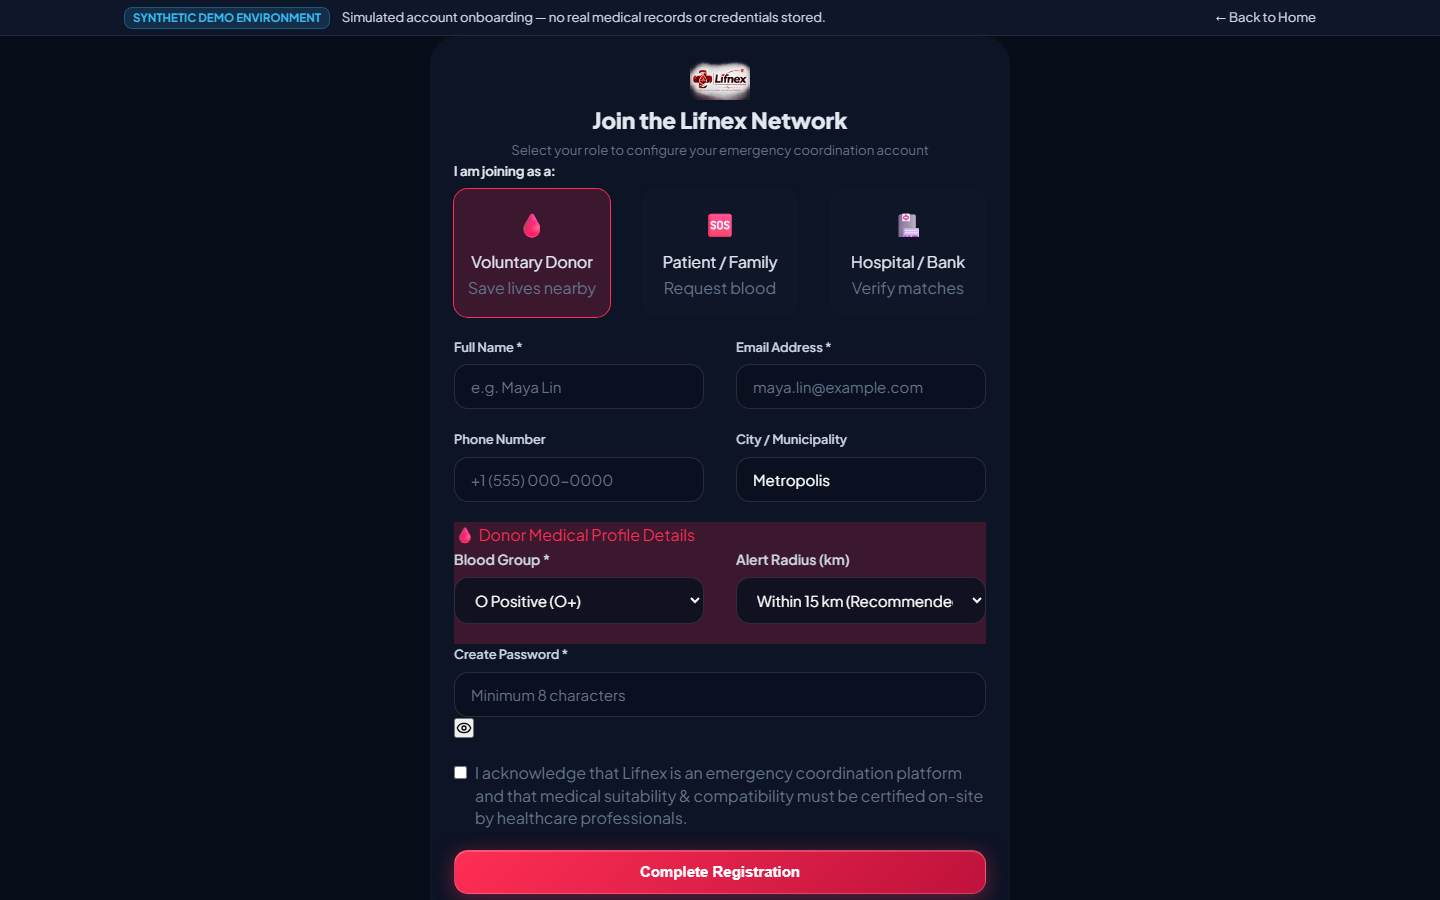 SYNTHETIC DEMO ENVIRONMENT Simulated account onboarding — no real medical records or credentials stored. ← Back to Home
Lifnex
Join the Lifnex Network
Select your role to configure your emergency coordination account
I am joining as a:
SOS
Voluntary Donor Patient / Family Hospital / Bank
Save lives nearby Request blood Verify matches
Full Name * Email Address *
e.g. Maya Lin maya.lin@example.com
Phone Number City / Municipality
+1 (555) 000-0000 Metropolis
Donor Medical Profile Details
Blood Group * Alert Radius (km)
O Positive (O+) Within 15 km (Recommende
Create Password *
Minimum 8 characters
I acknowledge that Lifnex is an emergency coordination platform
and that medical suitability & compatibility must be certified on-site
by healthcare professionals.
Complete Registration